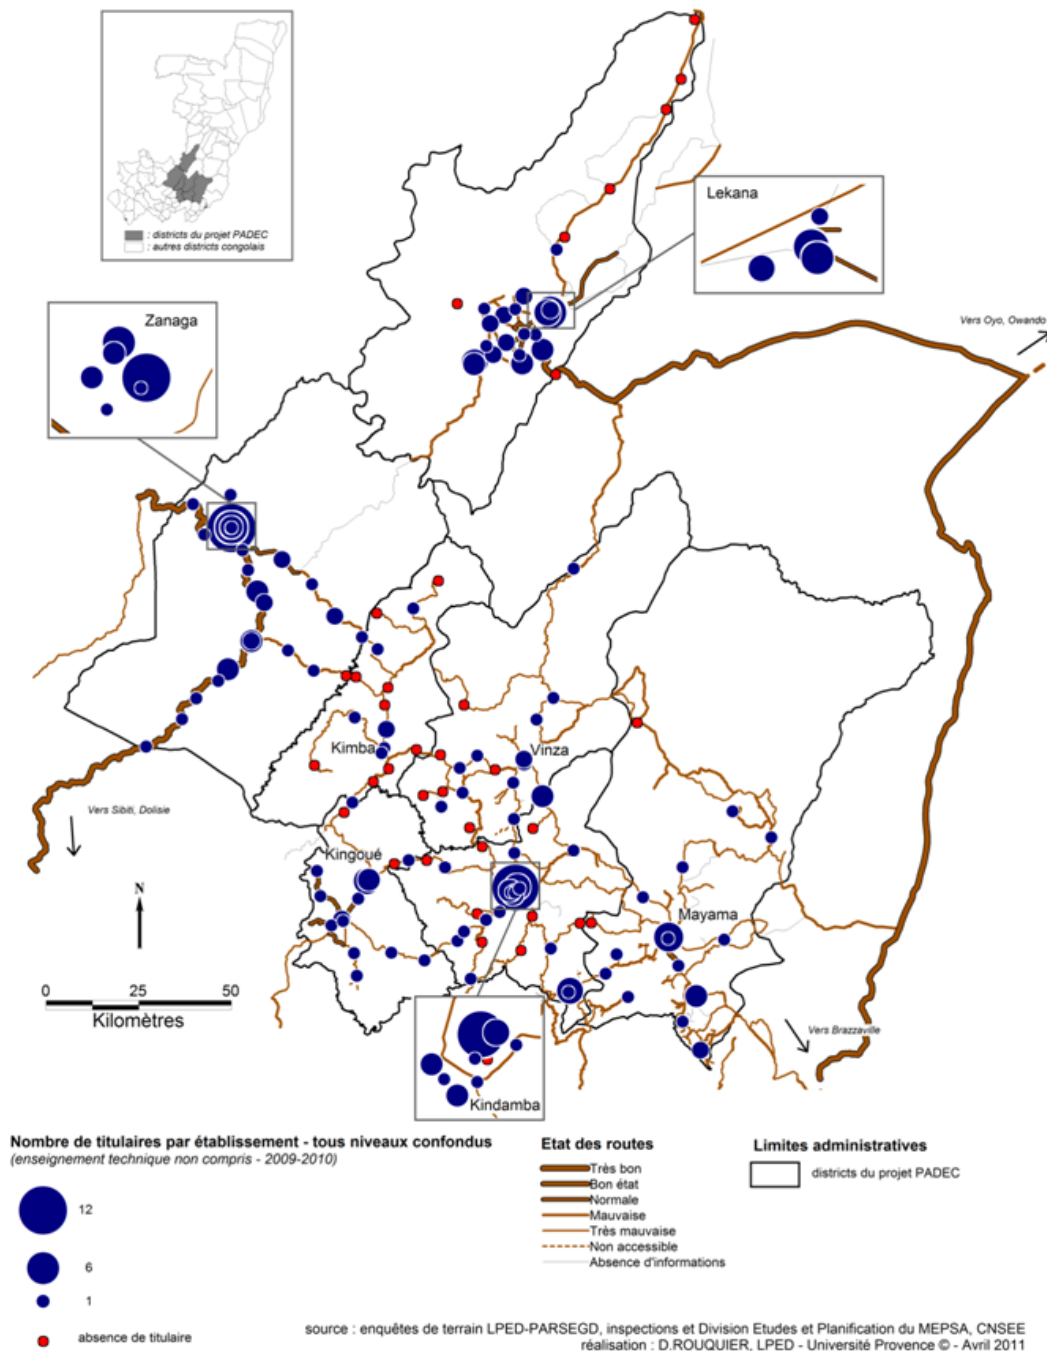 : districts du projet PADEC
: autres districts congolais
Lekana
Zanaga
Vers Oyo, Owando
Kimba
Vinza
Vers Sibiti, Dolisie
Kingoué
N
Mayama
0 25 50
Kilomètres
Vers Brazzaville
Kindamba
Nombre de titulaires par établissement - tous niveaux confondus
(enseignement technique non compris - 2009-2010)
12
6
1
absence de titulaire
Etat des routes
Très bon
Bon état
Normale
Mauvaise
Très mauvaise
Non accessible
Absence d'informations
Limites administratives
districts du projet PADEC
source : enquêtes de terrain LPED-PARSEGD, inspections et Division Etudes et Planification du MEPSA, CNSEE
réalisation : D.ROUQUIER, LPED - Université Provence © - Avril 2011